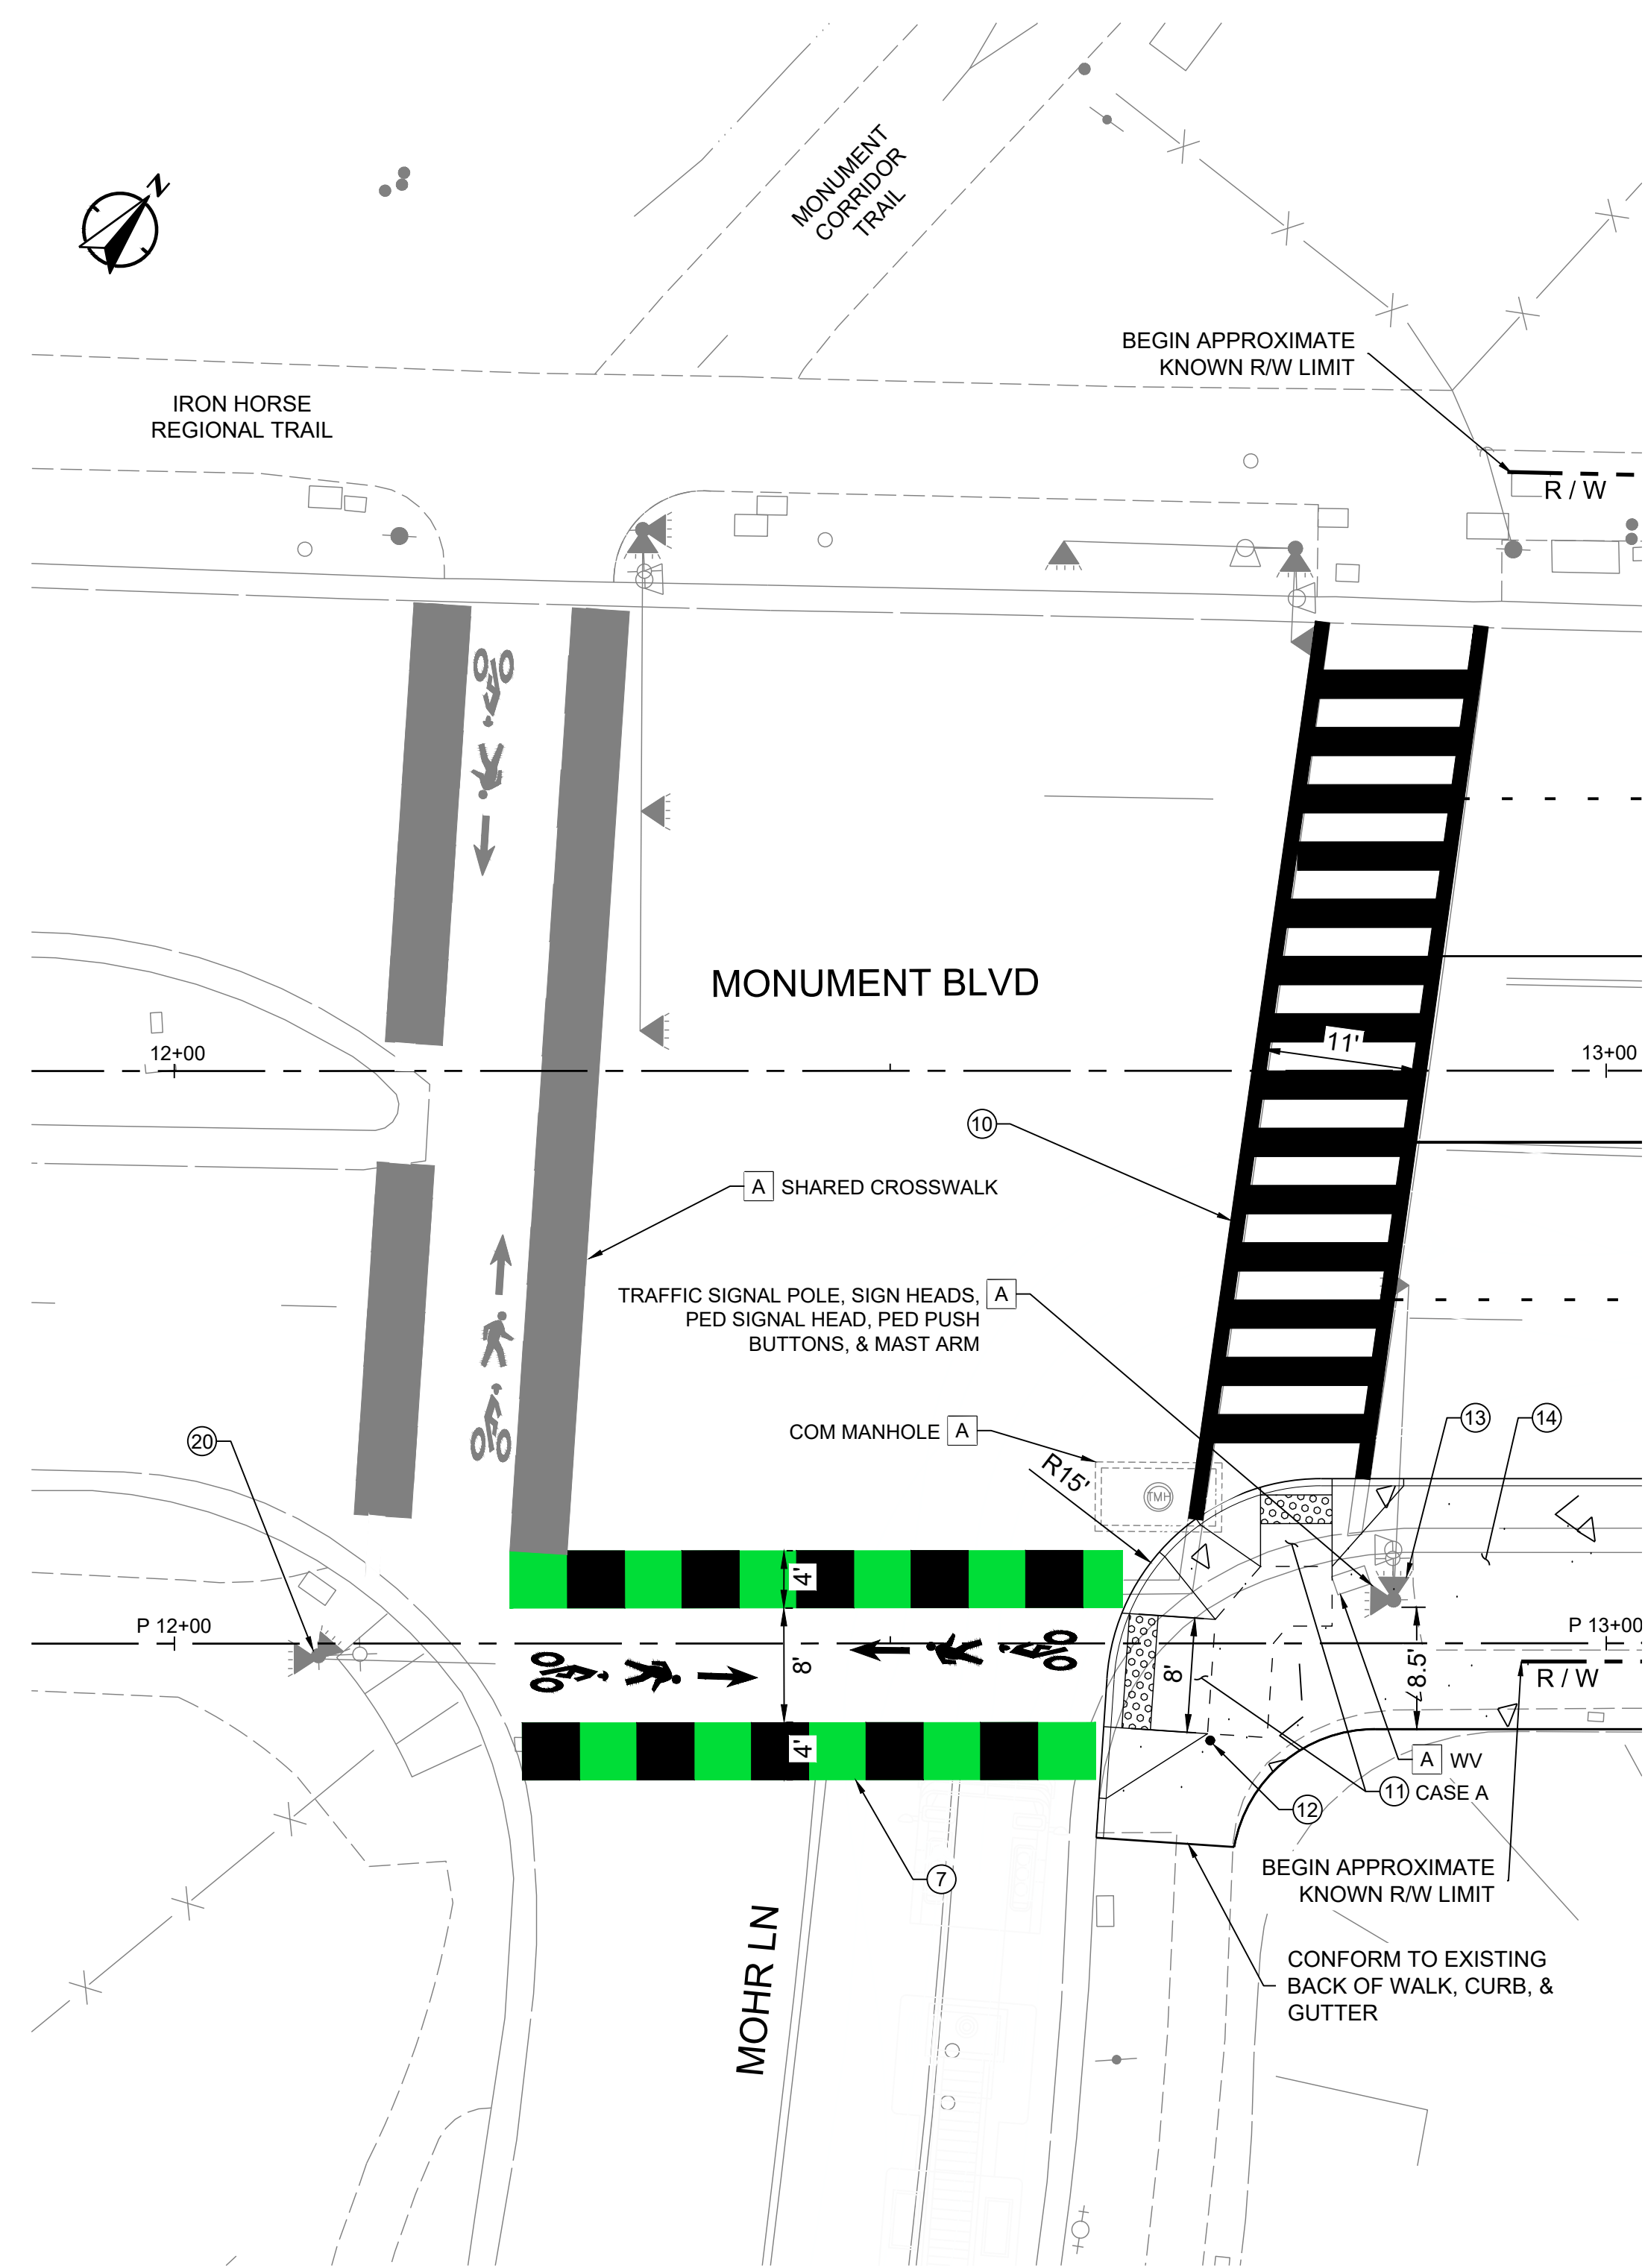 N
MONUMENT
CORRIDOR
TRAIL
BEGIN APPROXIMATE
KNOWN R/W LIMIT
IRON HORSE
REGIONAL TRAIL
R / W
MONUMENT BLVD
11'
12+00
13+00
10
A SHARED CROSSWALK
TRAFFIC SIGNAL POLE, SIGN HEADS, A
PED SIGNAL HEAD, PED PUSH
BUTTONS, & MAST ARM
13
14
COM MANHOLE A
20
R15'
TMH
4'
P 12+00
P 13+00
8'
8'
8.5'
R / W
4'
A WV
11 CASE A
12
7
BEGIN APPROXIMATE
KNOWN R/W LIMIT
MOHR LN
CONFORM TO EXISTING
BACK OF WALK, CURB, &
GUTTER